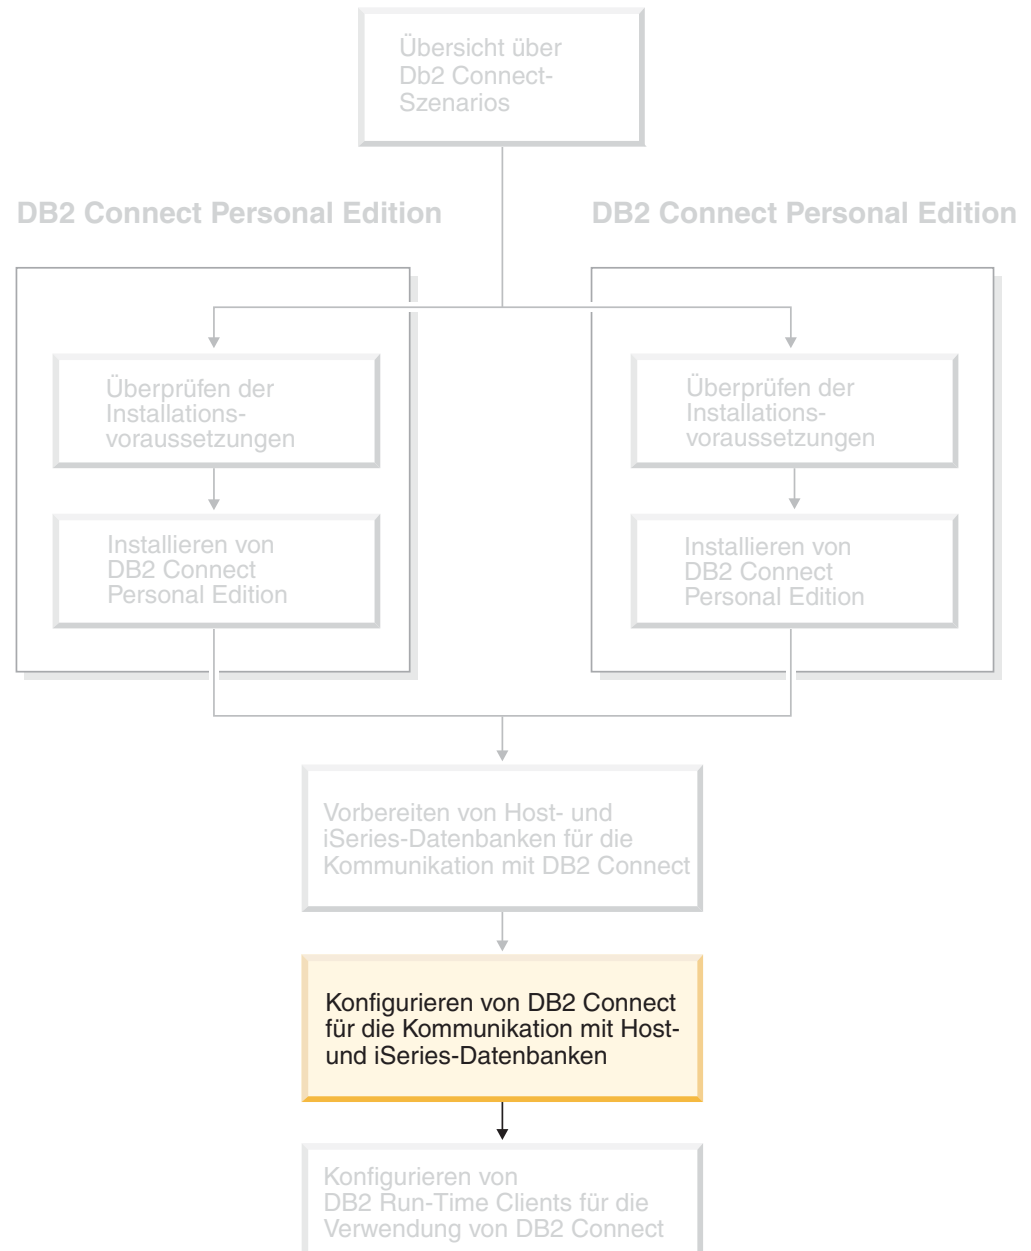 Übersicht über
Db2 Connect-
Szenarios
DB2 Connect Personal Edition
DB2 Connect Personal Edition
Überprüfen der
Installations-
voraussetzungen
Installieren von
DB2 Connect
Personal Edition
Überprüfen der
Installations-
voraussetzungen
Installieren von
DB2 Connect
Personal Edition
Vorbereiten von Host- und
iSeries-Datenbanken für die
Kommunikation mit DB2 Connect
Konfigurieren von DB2 Connect
für die Kommunikation mit Host-
und iSeries-Datenbanken
Konfigurieren von
DB2 Run-Time Clients für die
Verwendung von DB2 Connect